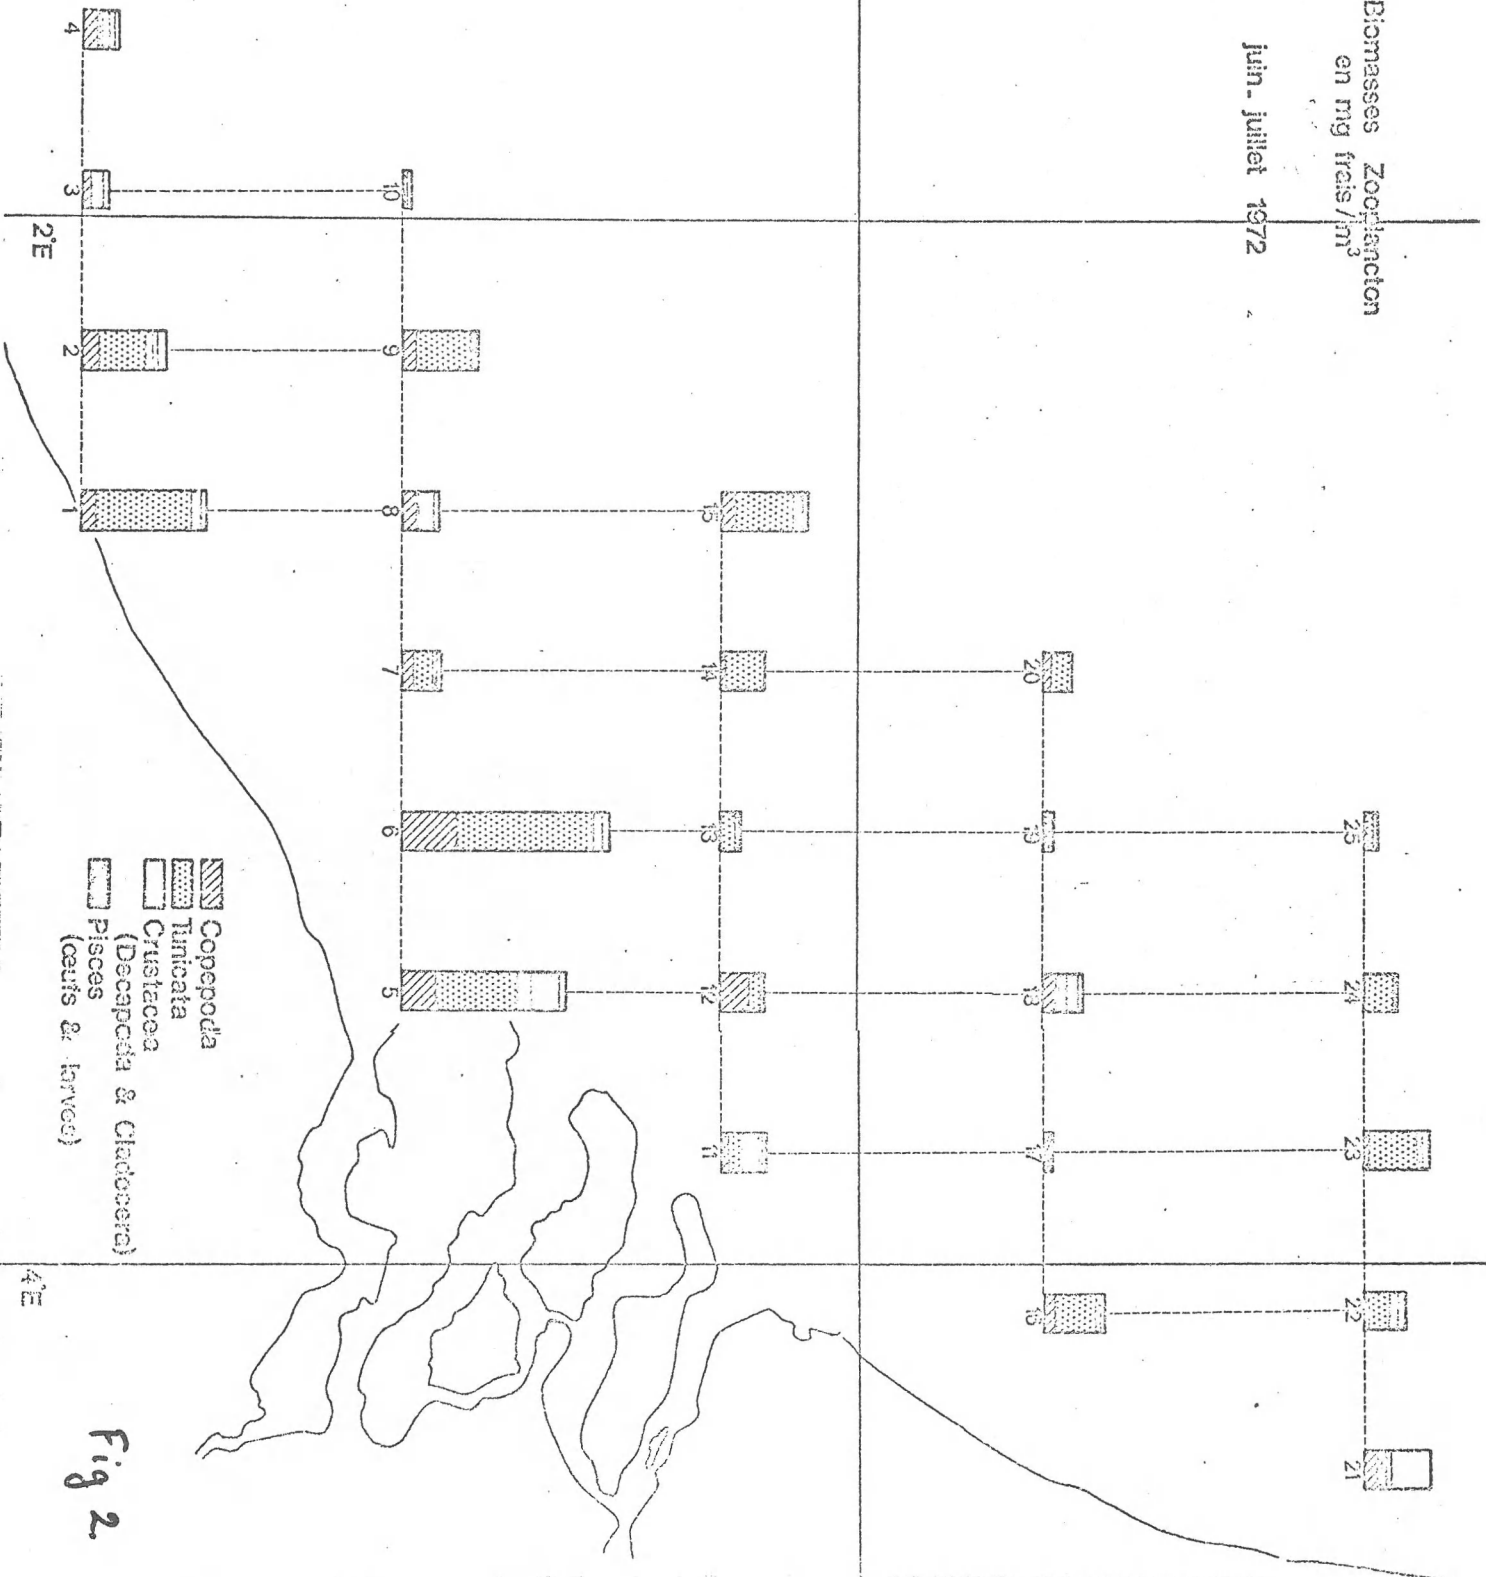 Biomasses Zooplancton
en mg frais/m³
juin - juillet 1972
25
24
23
22
21
20
19
18
17
16
15
14
13
12
11
10
9
8
7
6
5
4
3
2
1
2°E
4°E
Copepoda
Tunicata
Crustacea
(Decapoda & Cladocera)
Pisces
(œufs & larves)
Fig 2.